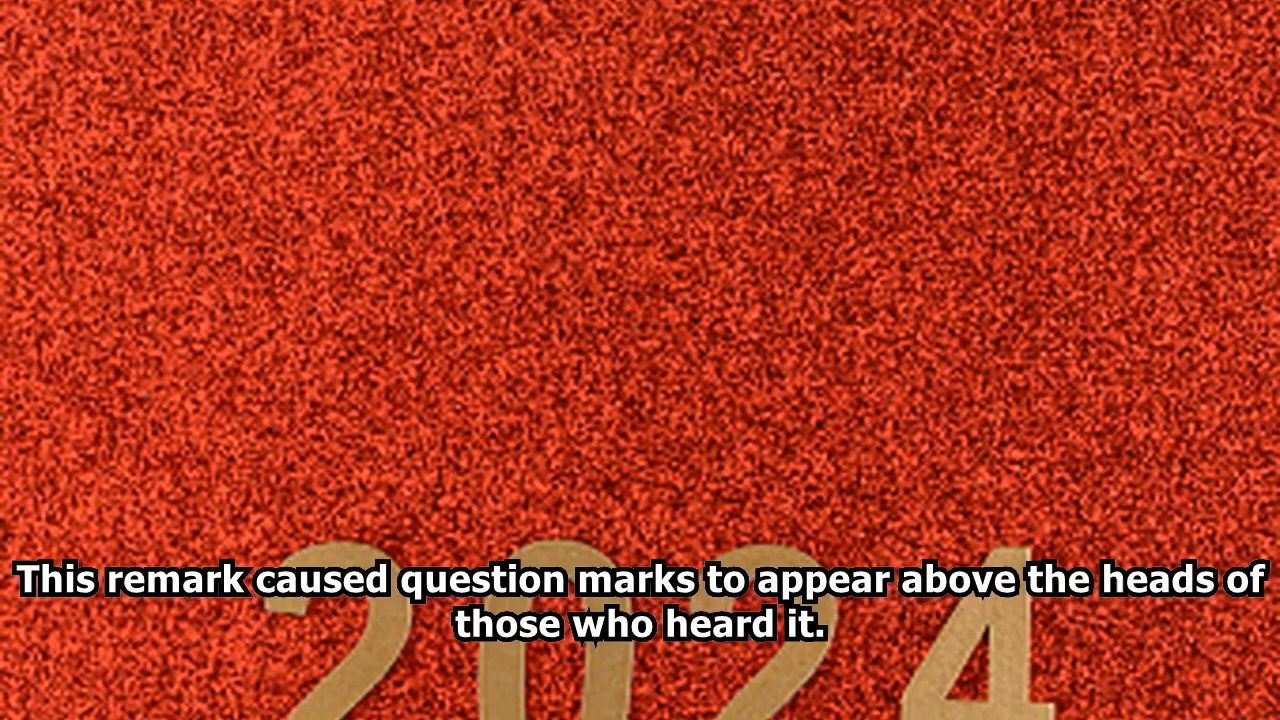 This remark caused question marks to appear above the heads of
those who heard it.
2024